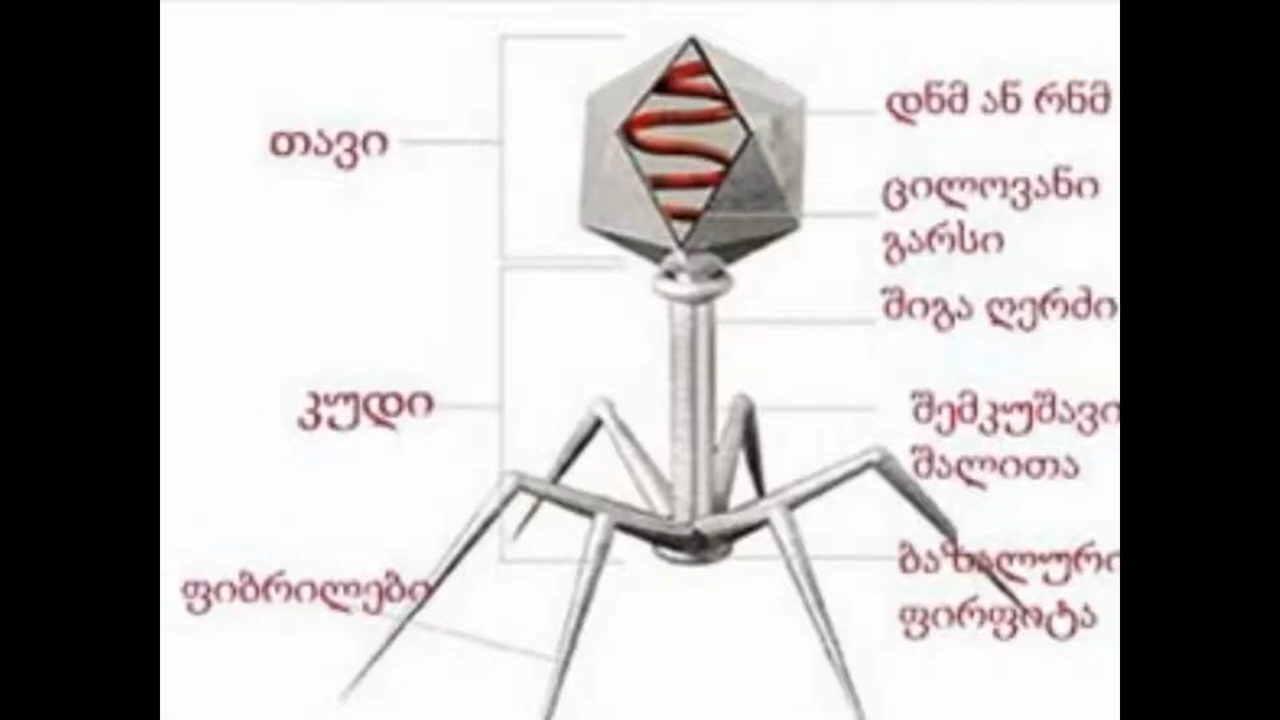 თავი
კუდი
ფიბრილები
დნმ ან რნმ
ცილოვანი
გარსი
შიგა ღერძი
შემკუმშავი
შალითა
ბაზალური
ფირფიტა